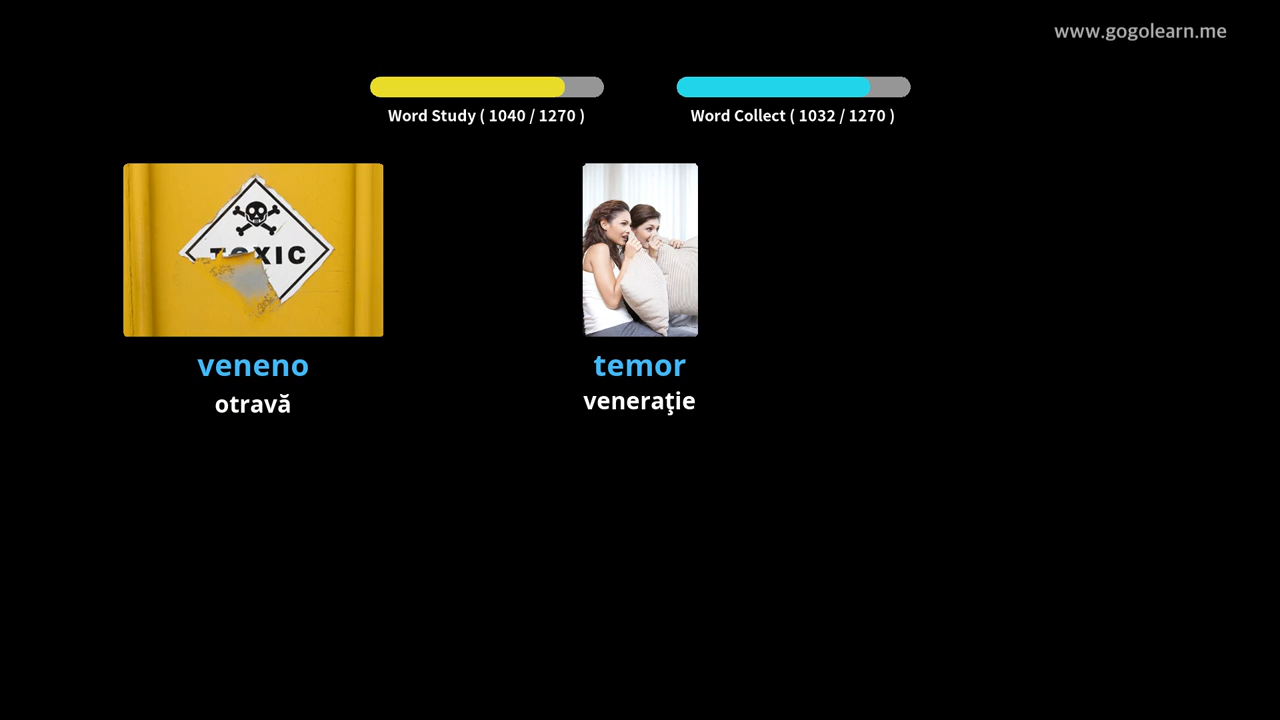 www.gogolearn.me
Word Study ( 1040 / 1270 )
Word Collect ( 1032 / 1270 )
TOXIC
veneno
otravă
temor
veneraţie